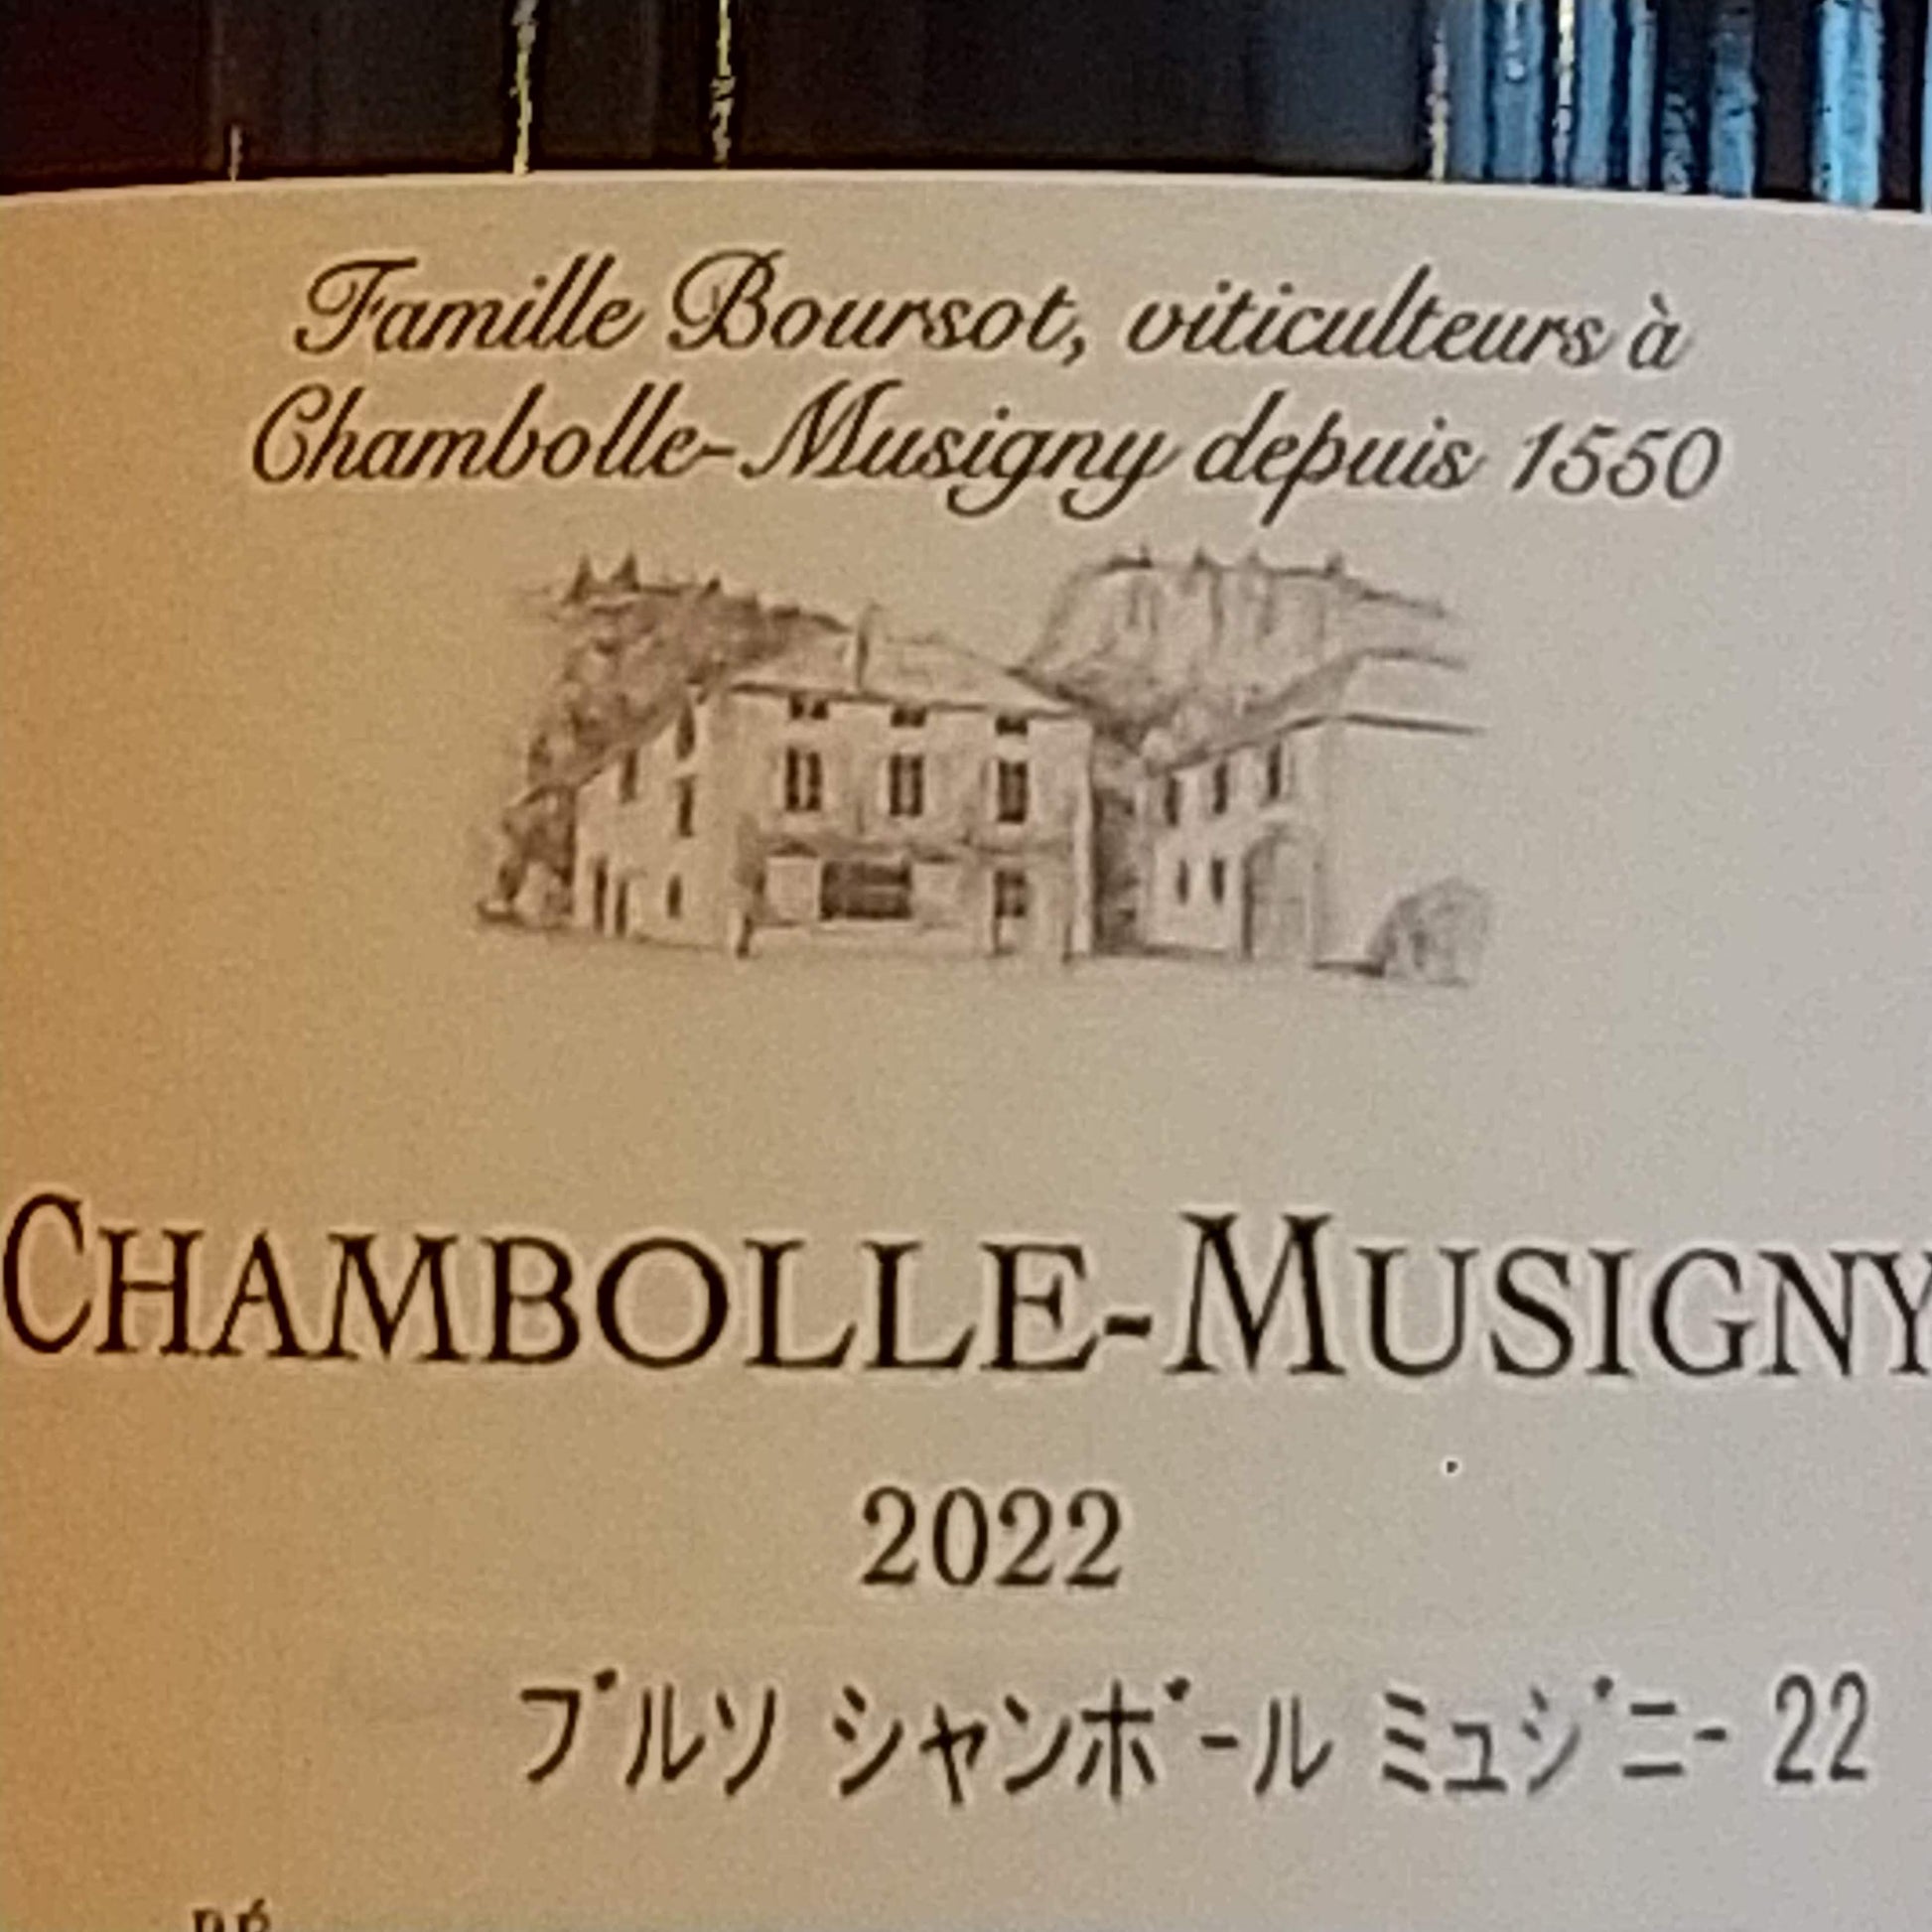 Famille Boursot, viticulteurs à
Chambolle-Musigny depuis 1550
CHAMBOLLE-MUSIGNY
2022
ﾌﾞﾙｿ ｼｬﾝﾎﾞｰﾙ ﾐｭｼﾞﾆｰ 22